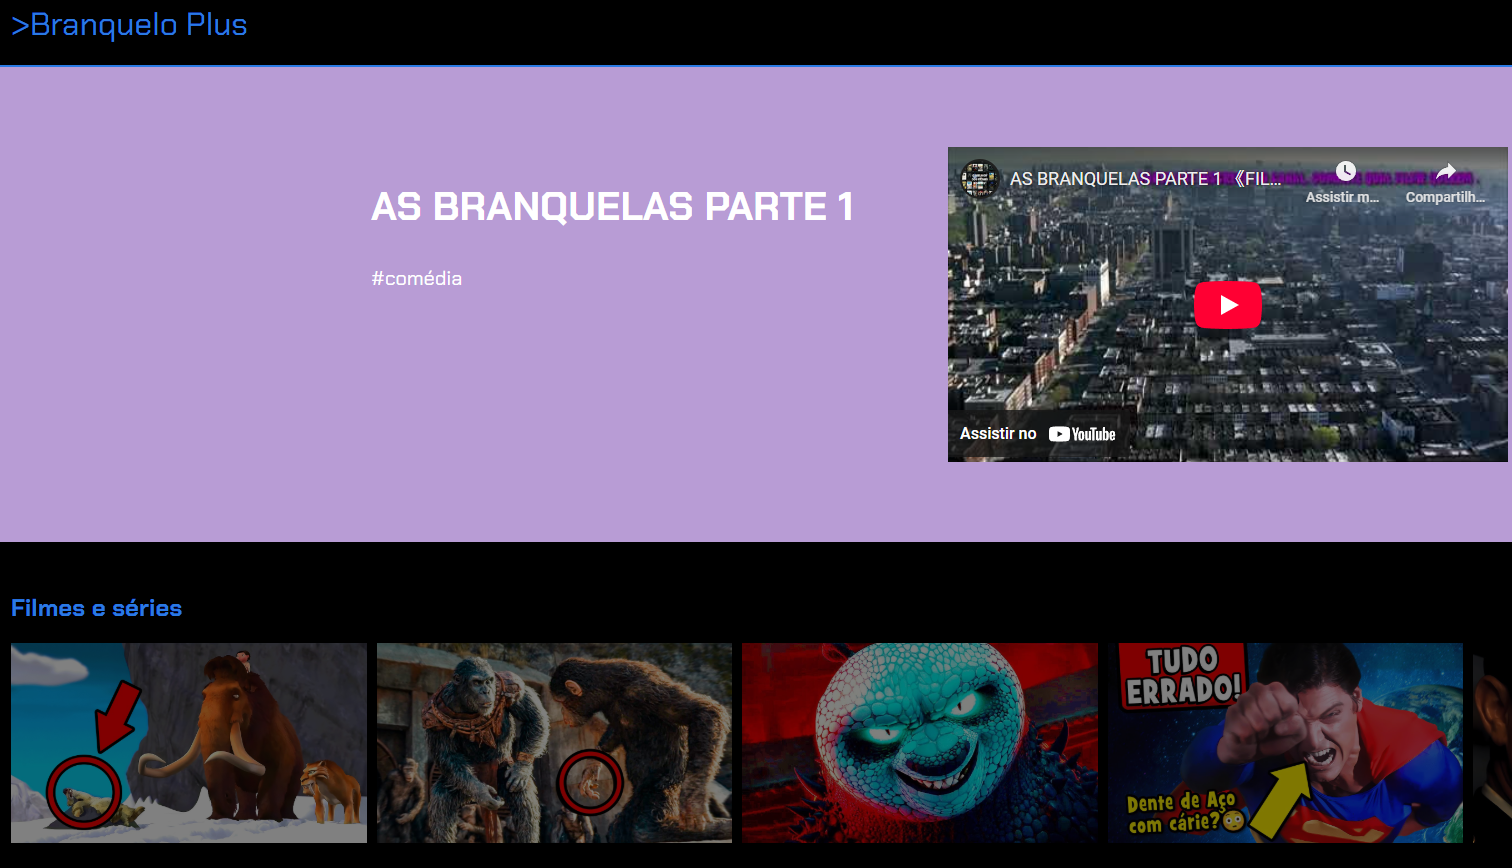 >Branquelo Plus
AS BRANQUELAS PARTE 1
#comédia
AS BRANQUELAS PARTE 1 《FIL...
Assistir m...
Compartilh...
Assistir no YouTube
Filmes e séries
TUDO
ERRADO!
Dente de Aço
com cárie?